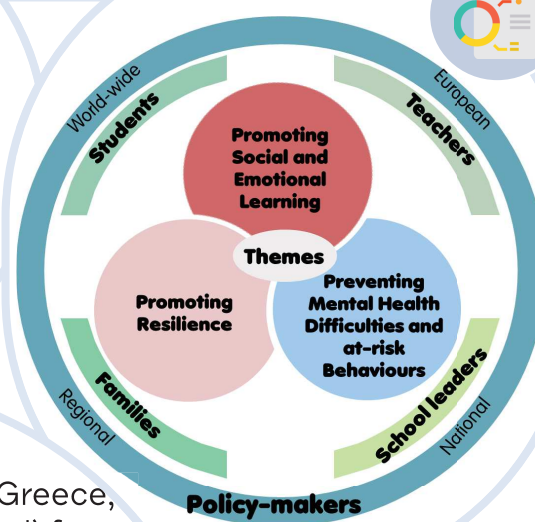 World-wide
European
Students
Teachers
Promoting
Social and
Emotional
Learning
Themes
Promoting
Resilience
Preventing
Mental Health
Difficulties and
at-risk
Behaviours
Families
School leaders
Regional
National
Greece,
Policy-makers